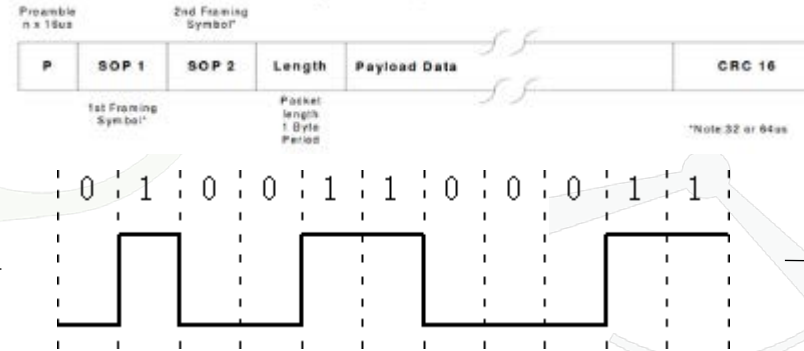 Preamble
n x 16us
2nd Framing
Symbol*
P SOP 1 SOP 2 Length Payload Data CRC 16
1st Framing
Symbol*
Packet
length
1 Byte
Period
*Note: 32 or 64us
0 1 0 0 1 1 0 0 0 1 1